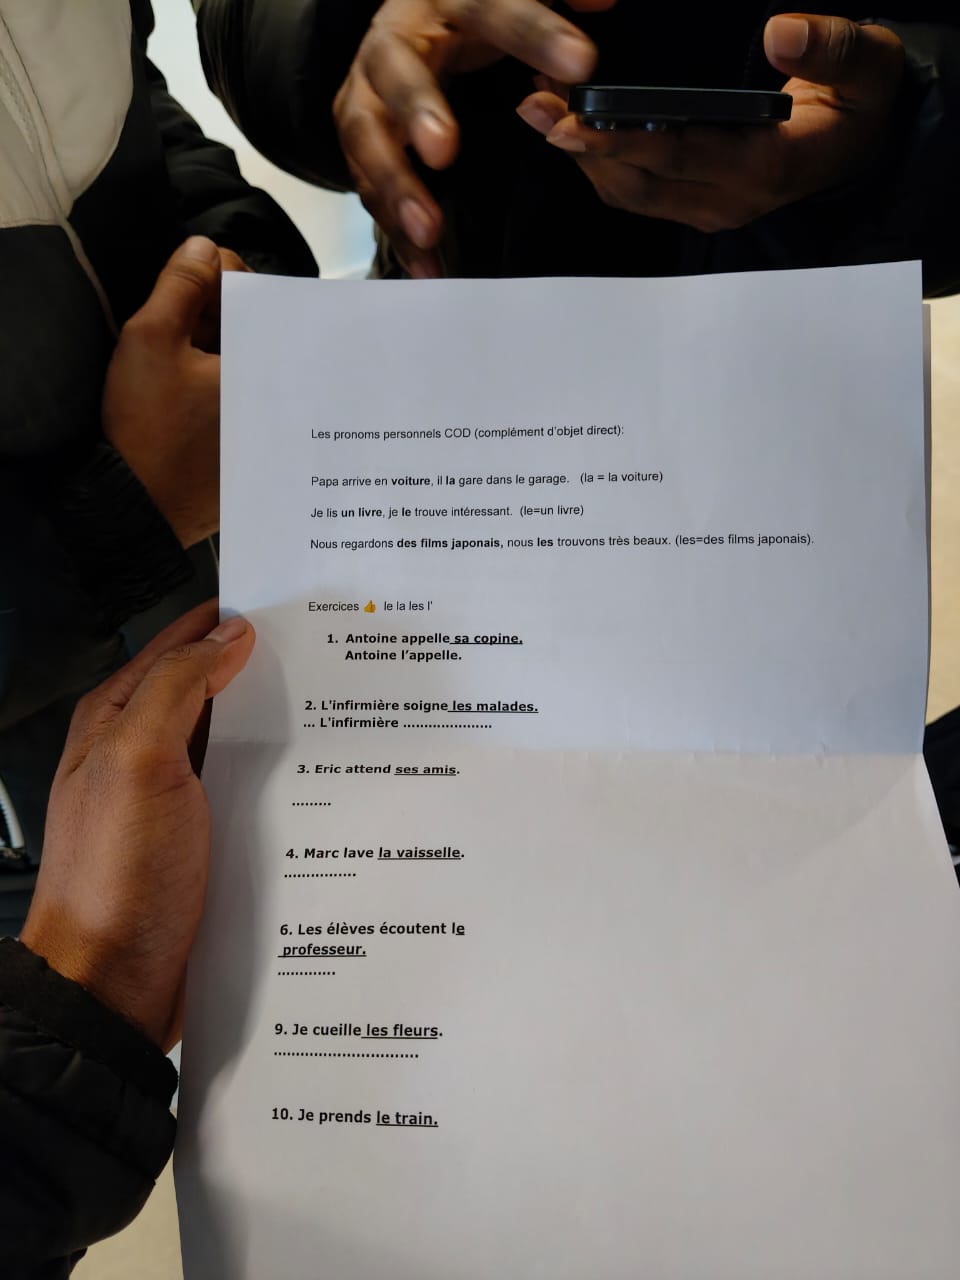 Les pronoms personnels COD (complément d'objet direct):
Papa arrive en voiture, il la gare dans le garage. (la = la voiture)
Je lis un livre, je le trouve intéressant. (le=un livre)
Nous regardons des films japonais, nous les trouvons très beaux. (les=des films japonais).
Exercices 👍 le la les l'
1. Antoine appelle sa copine.
Antoine l'appelle.
2. L'infirmière soigne les malades.
... L'infirmière .....................
3. Eric attend ses amis.
.........
4. Marc lave la vaisselle.
................
6. Les élèves écoutent le
professeur.
.............
9. Je cueille les fleurs.
.................................
10. Je prends le train.